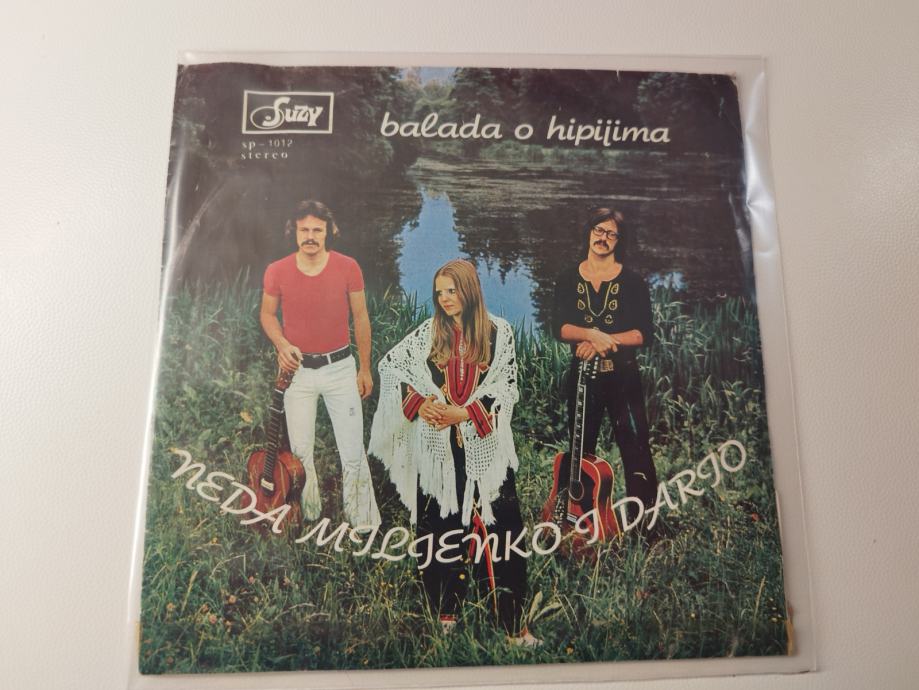 Suzy
sp-1012
stereo
balada o hipijima
NEDA MILJENKO I DARIO